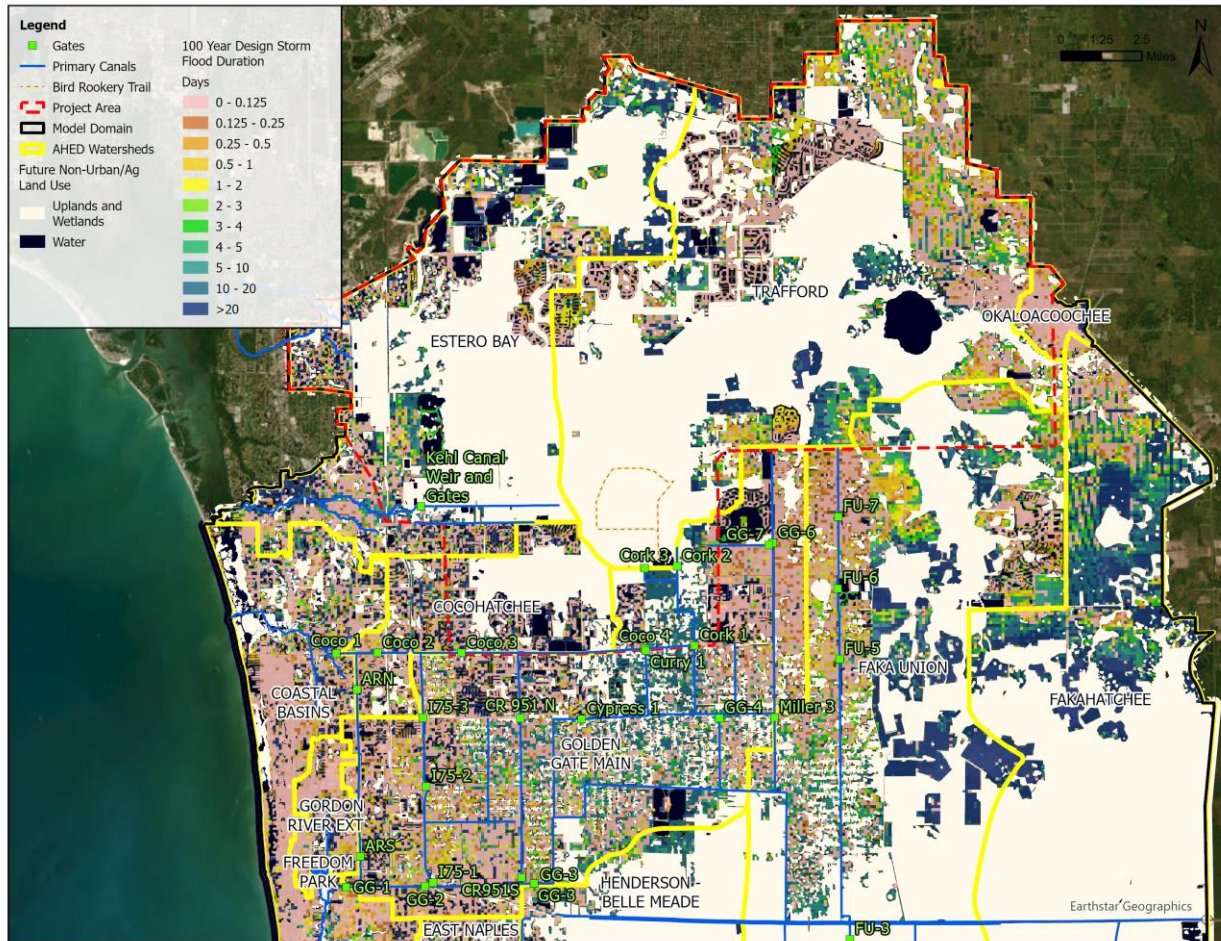 Legend
Gates
Primary Canals
Bird Rookery Trail
Project Area
Model Domain
AHED Watersheds
Future Non-Urban/Ag
Land Use
Uplands and
Wetlands
Water
100 Year Design Storm
Flood Duration
Days
0 - 0.125
0.125 - 0.25
0.25 - 0.5
0.5 - 1
1 - 2
2 - 3
3 - 4
4 - 5
5 - 10
10 - 20
>20
N
0 1.25 2.5
Miles
TRAFFORD
OKALOACOOCHEE
ESTERO BAY
Kehl Canal
Weir and
Gates
FU-7
GG-7
GG-6
Cork 3
Cork 2
FU-6
COCOHATCHEE
Coco 1
Coco 2
Coco 3
Coco 4
Cork 1
Curry 1
FU-5
FAKA UNION
ARN
COASTAL
BASINS
FAKAHATCHEE
I75-3
CR 951 N
Cypress 1
GG-4
Miller 3
GOLDEN
GATE MAIN
I75-2
GORDON
RIVER EXT
ARS
FREEDOM
PARK
GG-1
GG-2
I75-1
CR951S
GG-3
GG-3
HENDERSON -
BELLE MEADE
EAST NAPLES
FU-3
Earthstar Geographics